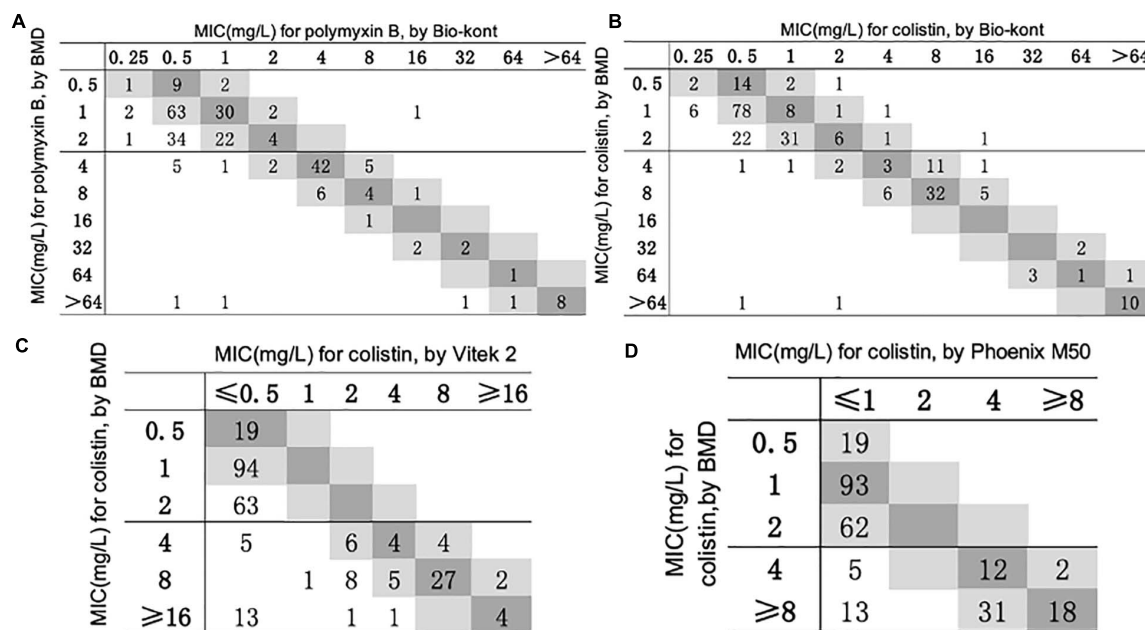 A
MIC(mg/L) for polymyxin B, by Bio-kont
MIC(mg/L) for polymyxin B, by BMD
0.25 0.5 1 2 4 8 16 32 64 >64
0.5 1 9 2
1 2 63 30 2 1
2 1 34 22 4
4 5 1 2 42 5
8 6 4 1
16 1
32 2 2
64 1
>64 1 1 1 1 8
B
MIC(mg/L) for colistin, by Bio-kont
MIC(mg/L) for colistin, by BMD
0.25 0.5 1 2 4 8 16 32 64 >64
0.5 2 14 2 1
1 6 78 8 1 1
2 22 31 6 1 1
4 1 1 2 3 11 1
8 6 32 5
16
32 2
64 3 1 1
>64 1 1 10
C
MIC(mg/L) for colistin, by Vitek 2
MIC(mg/L) for colistin, by BMD
≤0.5 1 2 4 8 ≥16
0.5 19
1 94
2 63
4 5 6 4 4
8 1 8 5 27 2
≥16 13 1 1 4
D
MIC(mg/L) for colistin, by Phoenix M50
MIC(mg/L) for
colistin,by BMD
≤1 2 4 ≥8
0.5 19
1 93
2 62
4 5 12 2
≥8 13 31 18